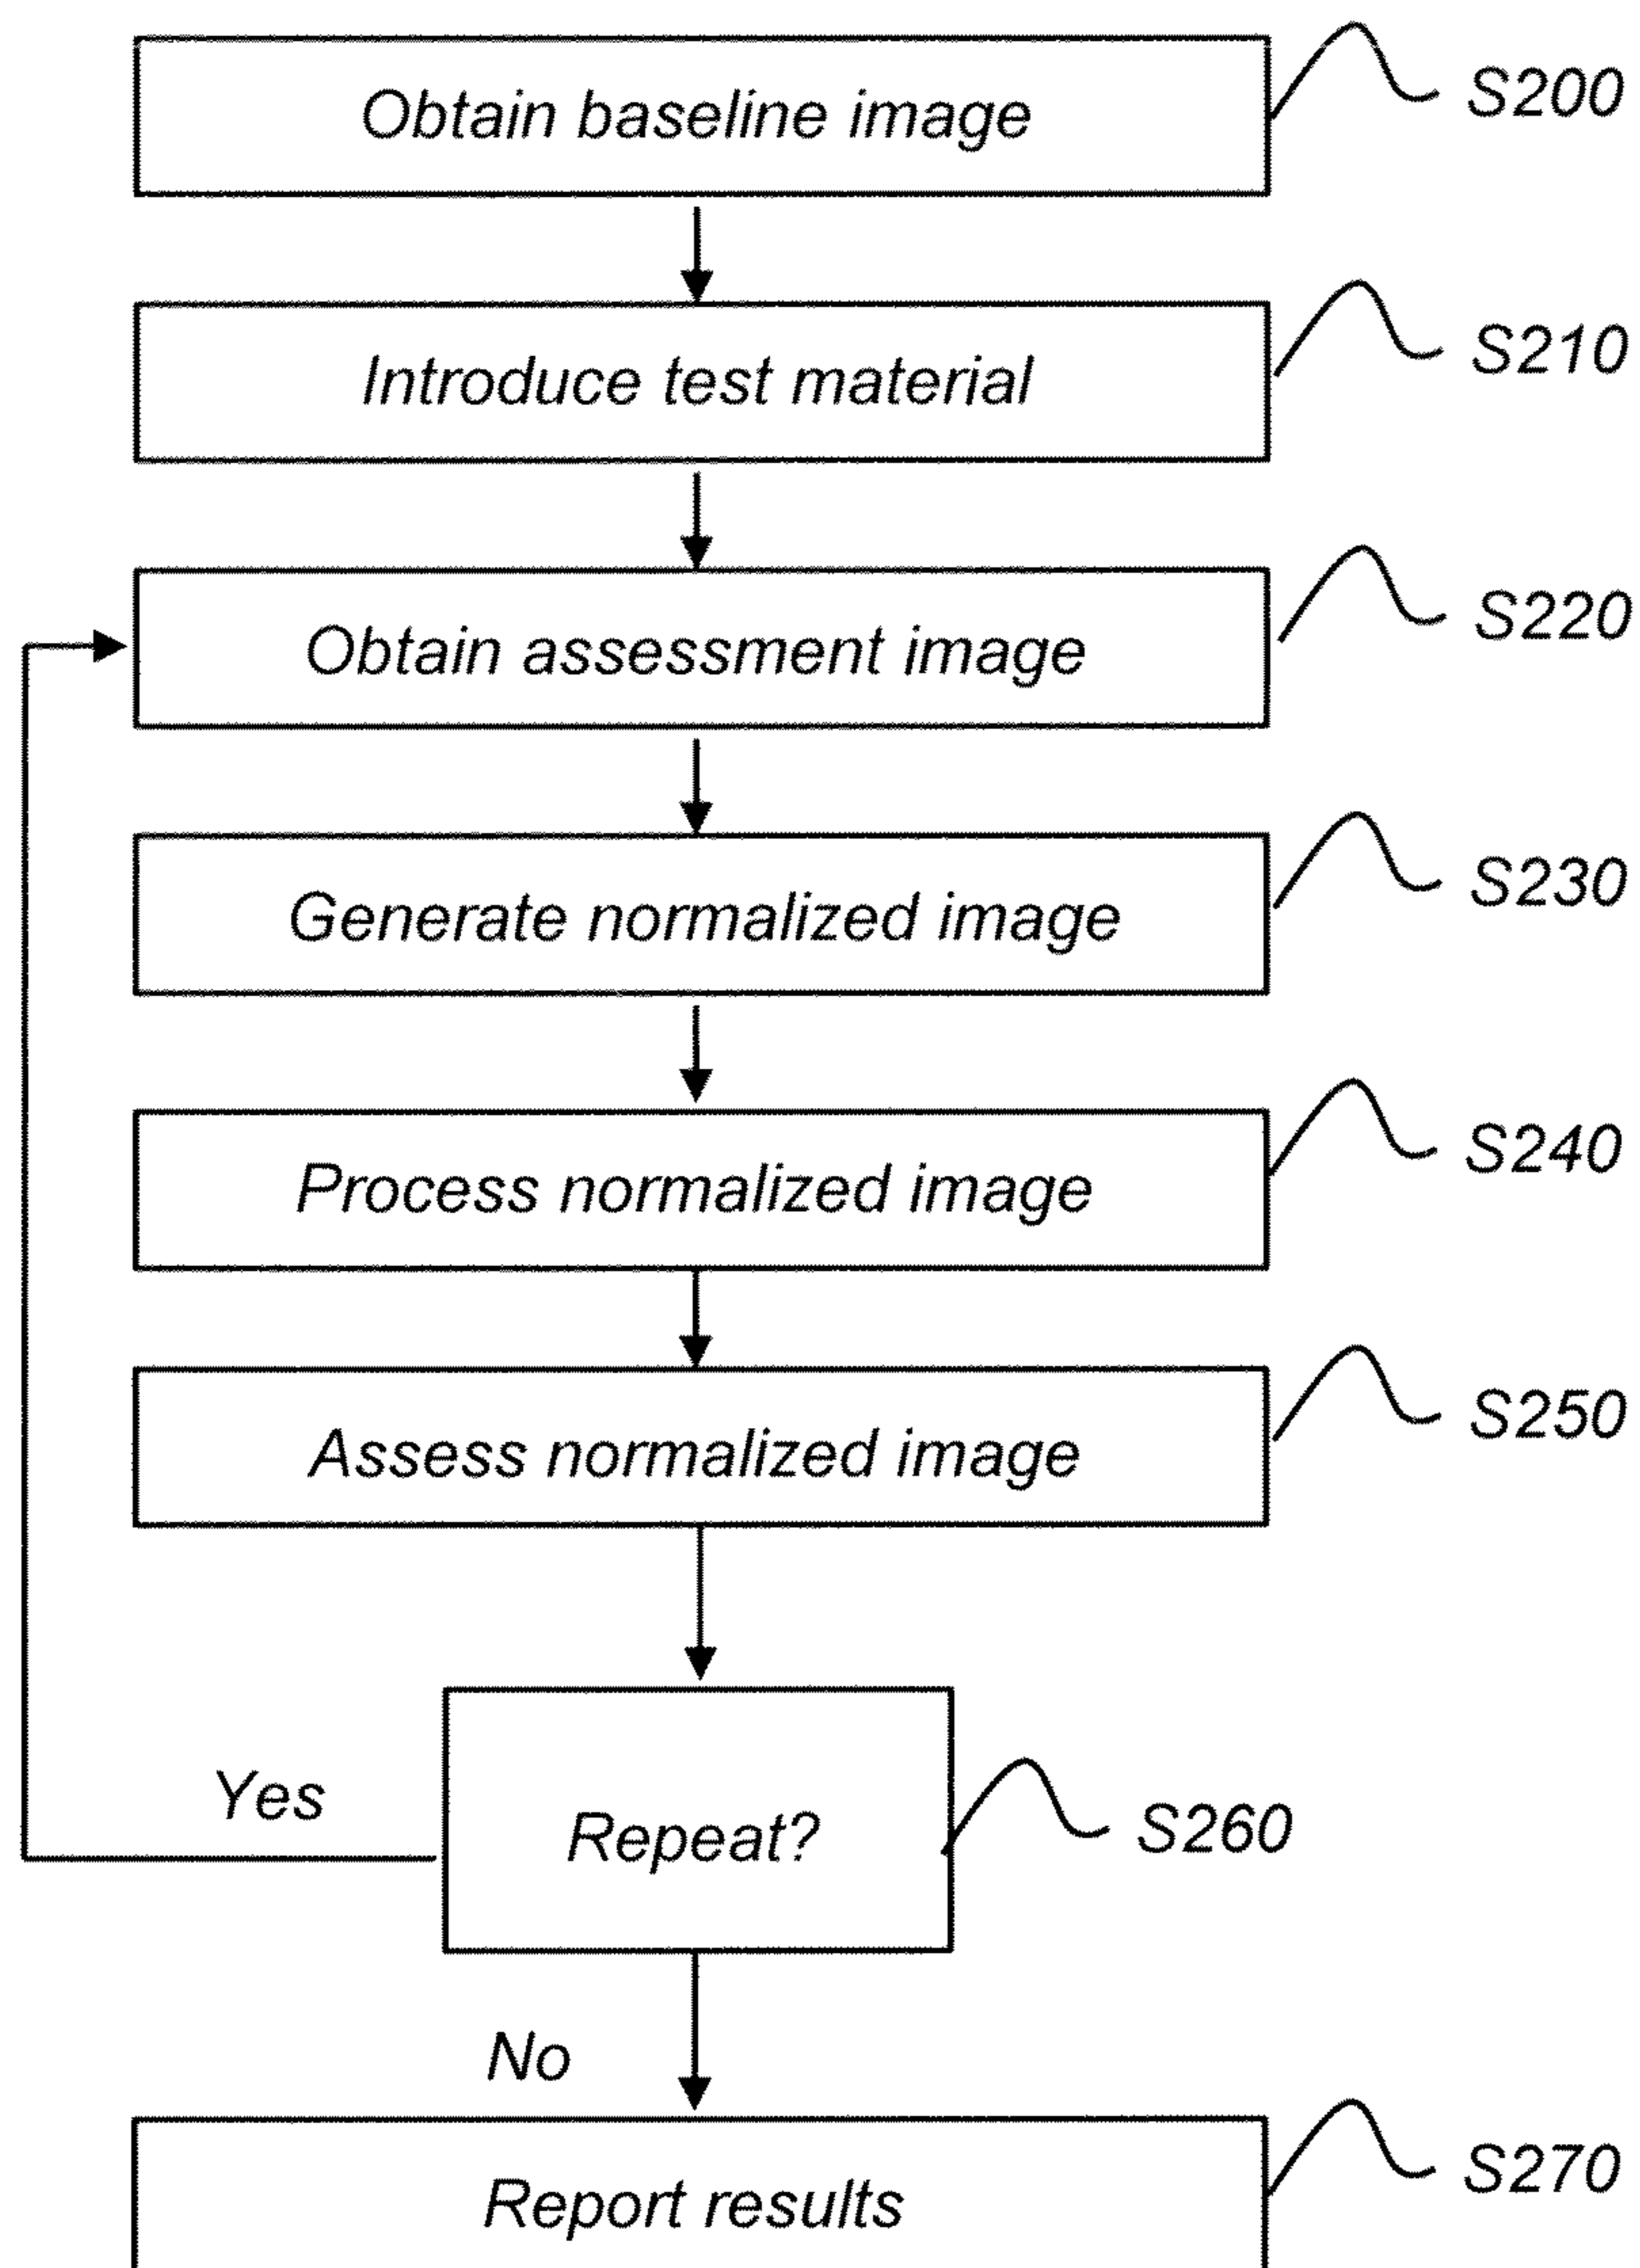 Obtain baseline image
S200
Introduce test material
S210
Obtain assessment image
S220
Generate normalized image
S230
Process normalized image
S240
Assess normalized image
S250
Yes
Repeat?
S260
No
Report results
S270